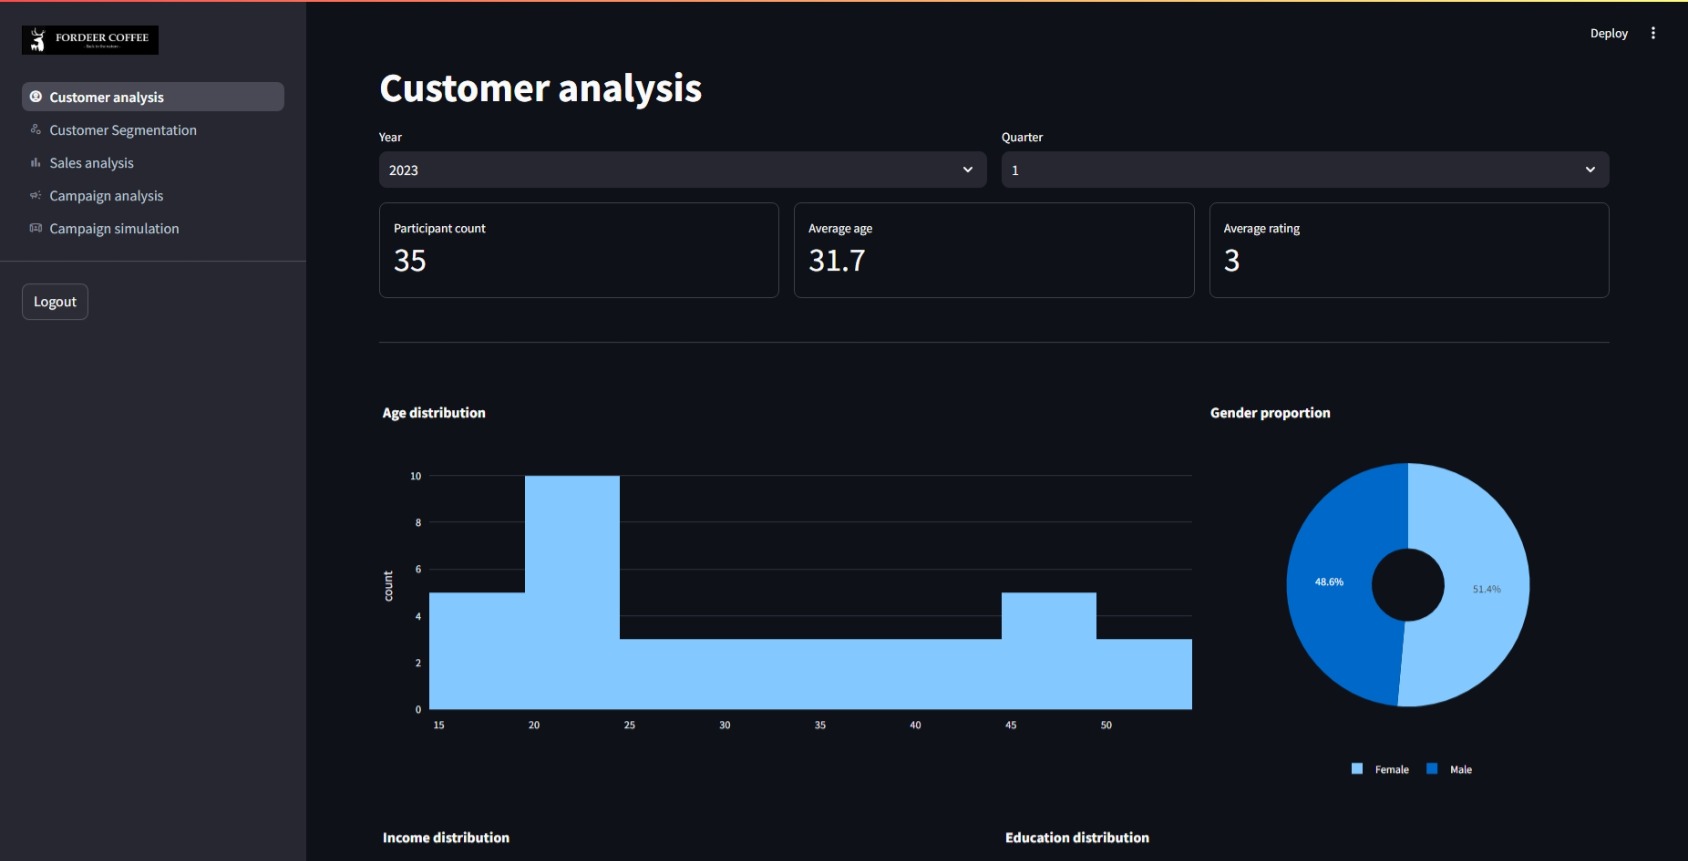 FORDEER COFFEE
Customer analysis
Customer Segmentation
Sales analysis
Campaign analysis
Campaign simulation
Logout
Deploy
Customer analysis
Year
Quarter
2023
1
Participant count
Average age
Average rating
35
31.7
3
Age distribution
Gender proportion
10
8
6
4
2
0
count
15 20 25 30 35 40 45 50
48.6%
51.4%
Female Male
Income distribution
Education distribution